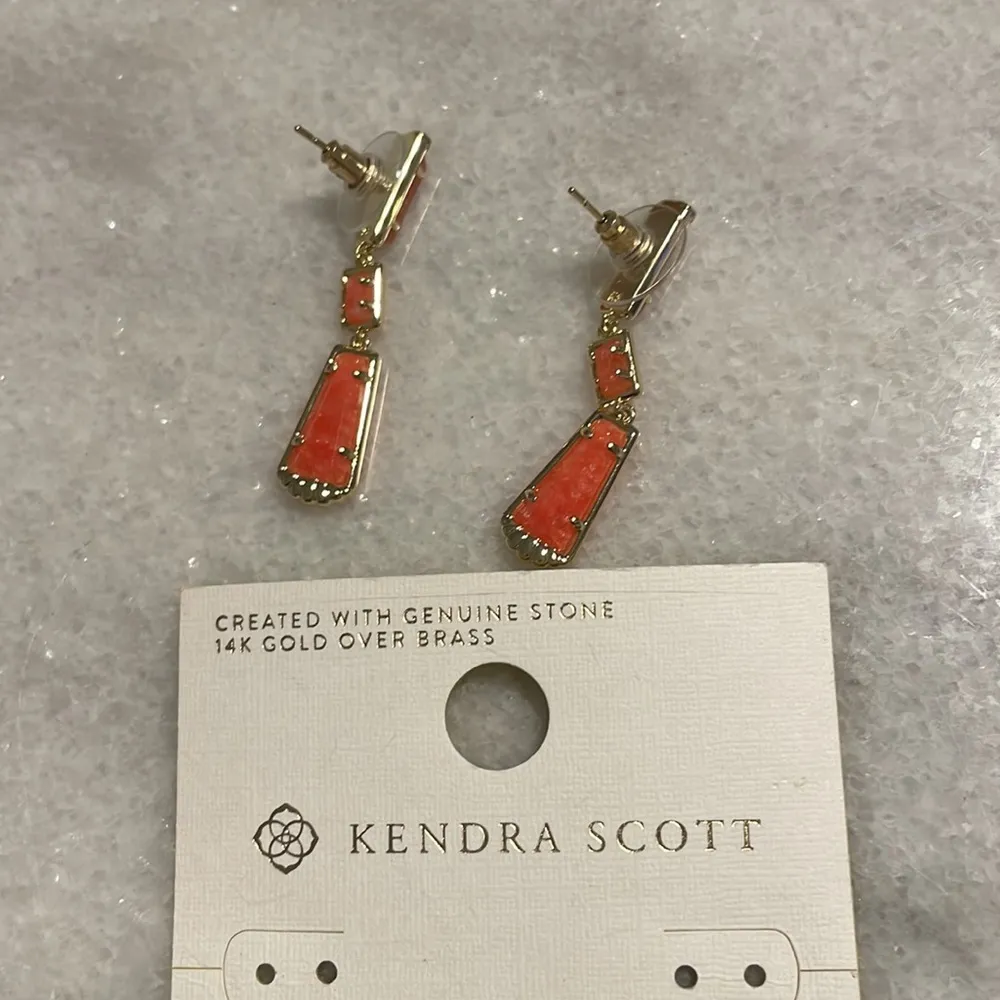 CREATED WITH GENUINE STONE
14K GOLD OVER BRASS
KENDRA SCOTT